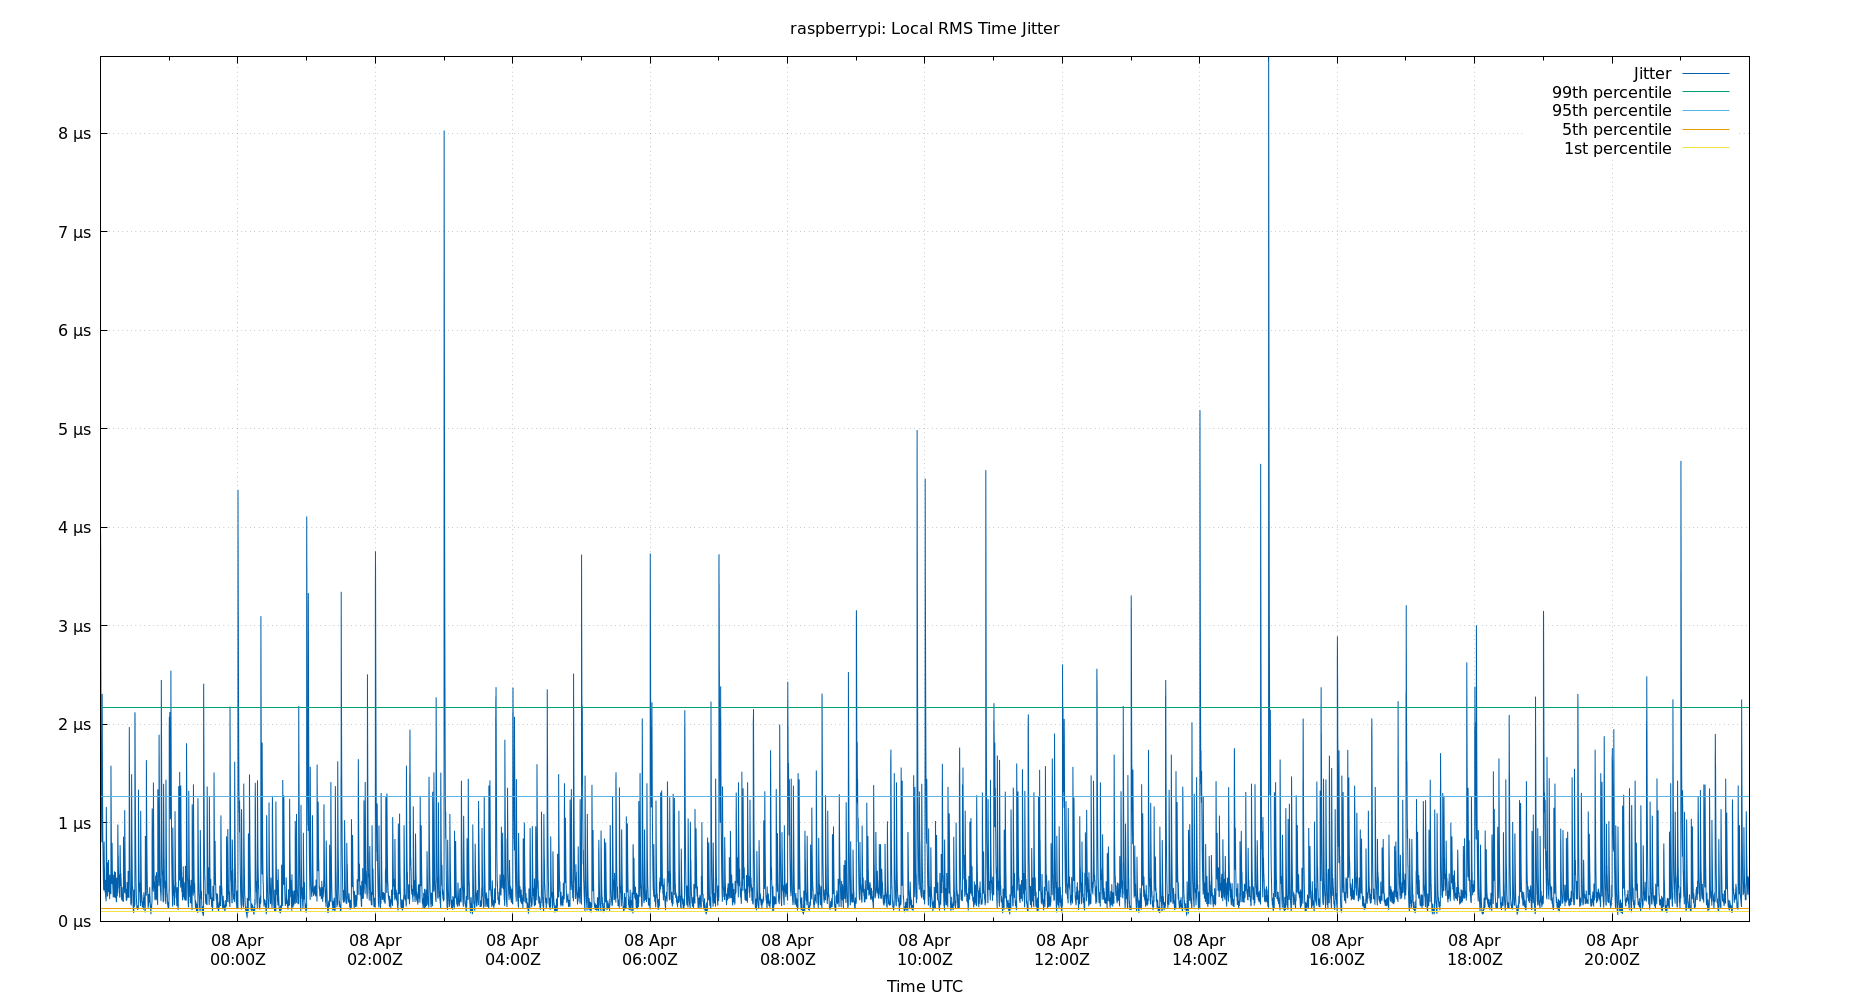 raspberrypi: Local RMS Time Jitter
Jitter
99th percentile
95th percentile
5th percentile
1st percentile
8 µs
7 µs
6 µs
5 µs
4 µs
3 µs
2 µs
1 µs
0 µs
08 Apr 08 Apr 08 Apr 08 Apr 08 Apr 08 Apr 08 Apr 08 Apr 08 Apr 08 Apr 08 Apr
00:00Z 02:00Z 04:00Z 06:00Z 08:00Z 10:00Z 12:00Z 14:00Z 16:00Z 18:00Z 20:00Z
Time UTC